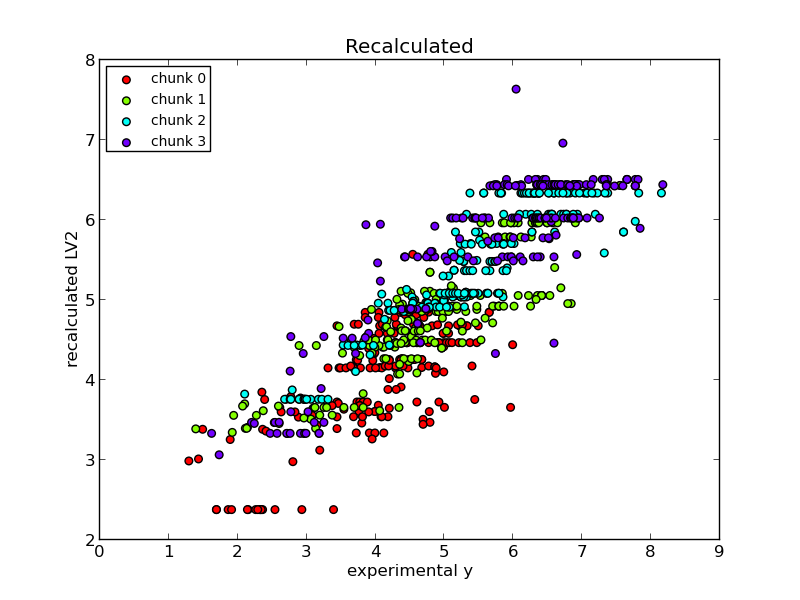 Recalculated
8
7
6
5
4
3
2
recalculated LV2
chunk 0
chunk 1
chunk 2
chunk 3
0 1 2 3 4 5 6 7 8 9
experimental y